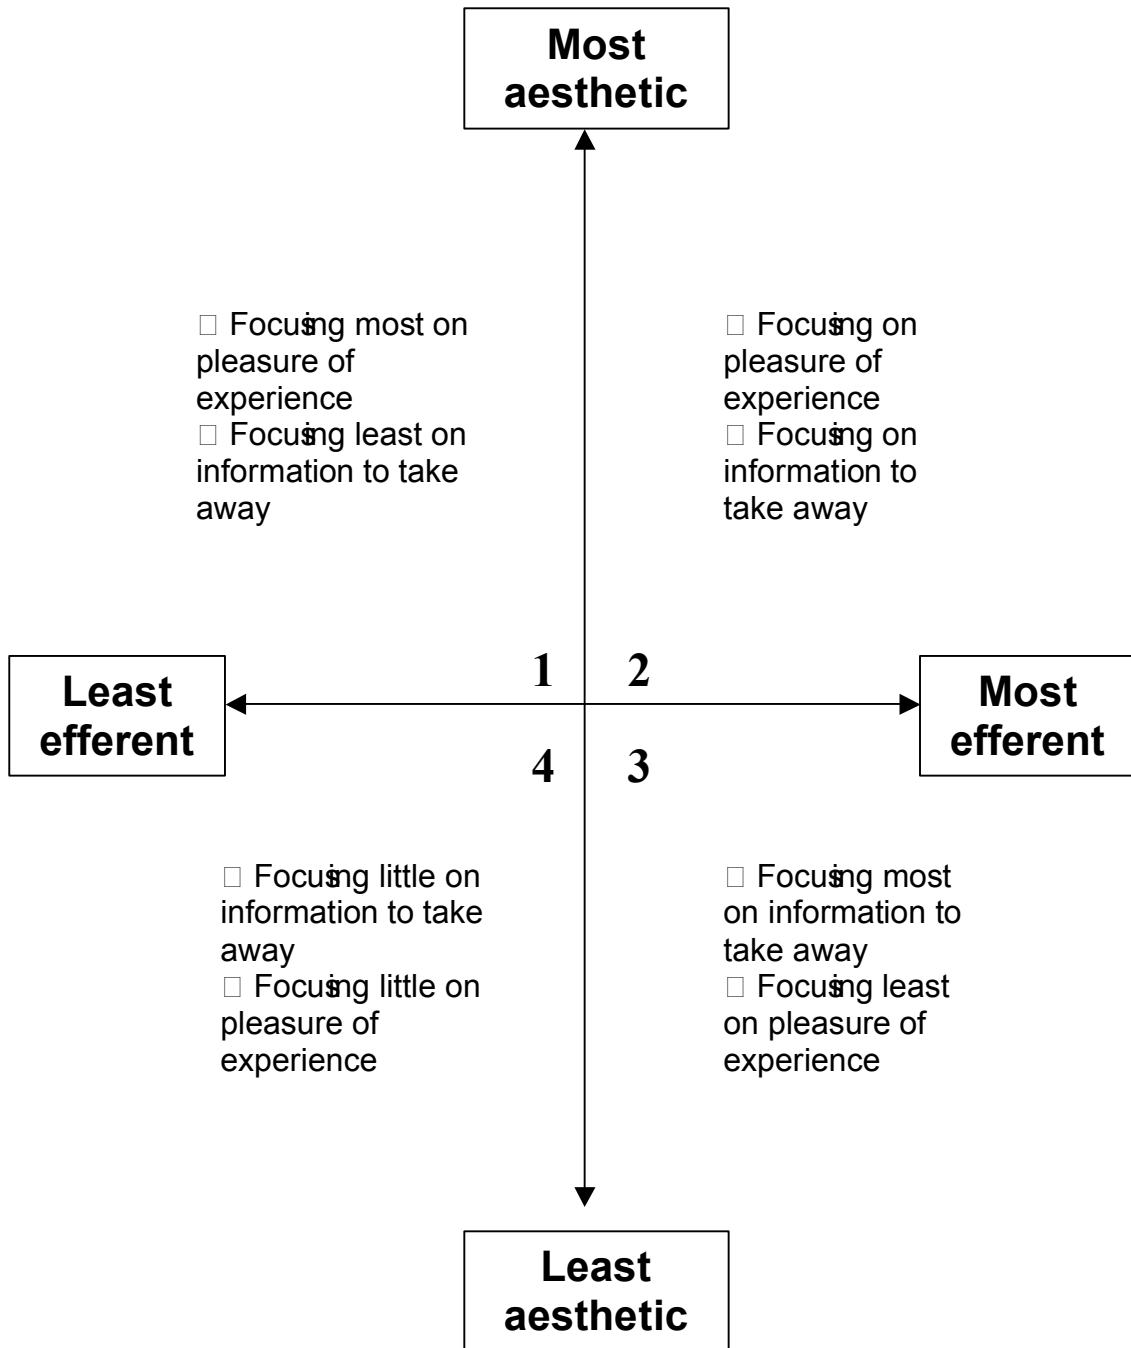 Most
aesthetic
□ Focusing most on
pleasure of
experience
□ Focusing least on
information to take
away
□ Focusing on
pleasure of
experience
□ Focusing on
information to
take away
Least
efferent
1 2
4 3
Most
efferent
□ Focusing little on
information to take
away
□ Focusing little on
pleasure of
experience
□ Focusing most
on information to
take away
□ Focusing least
on pleasure of
experience
Least
aesthetic